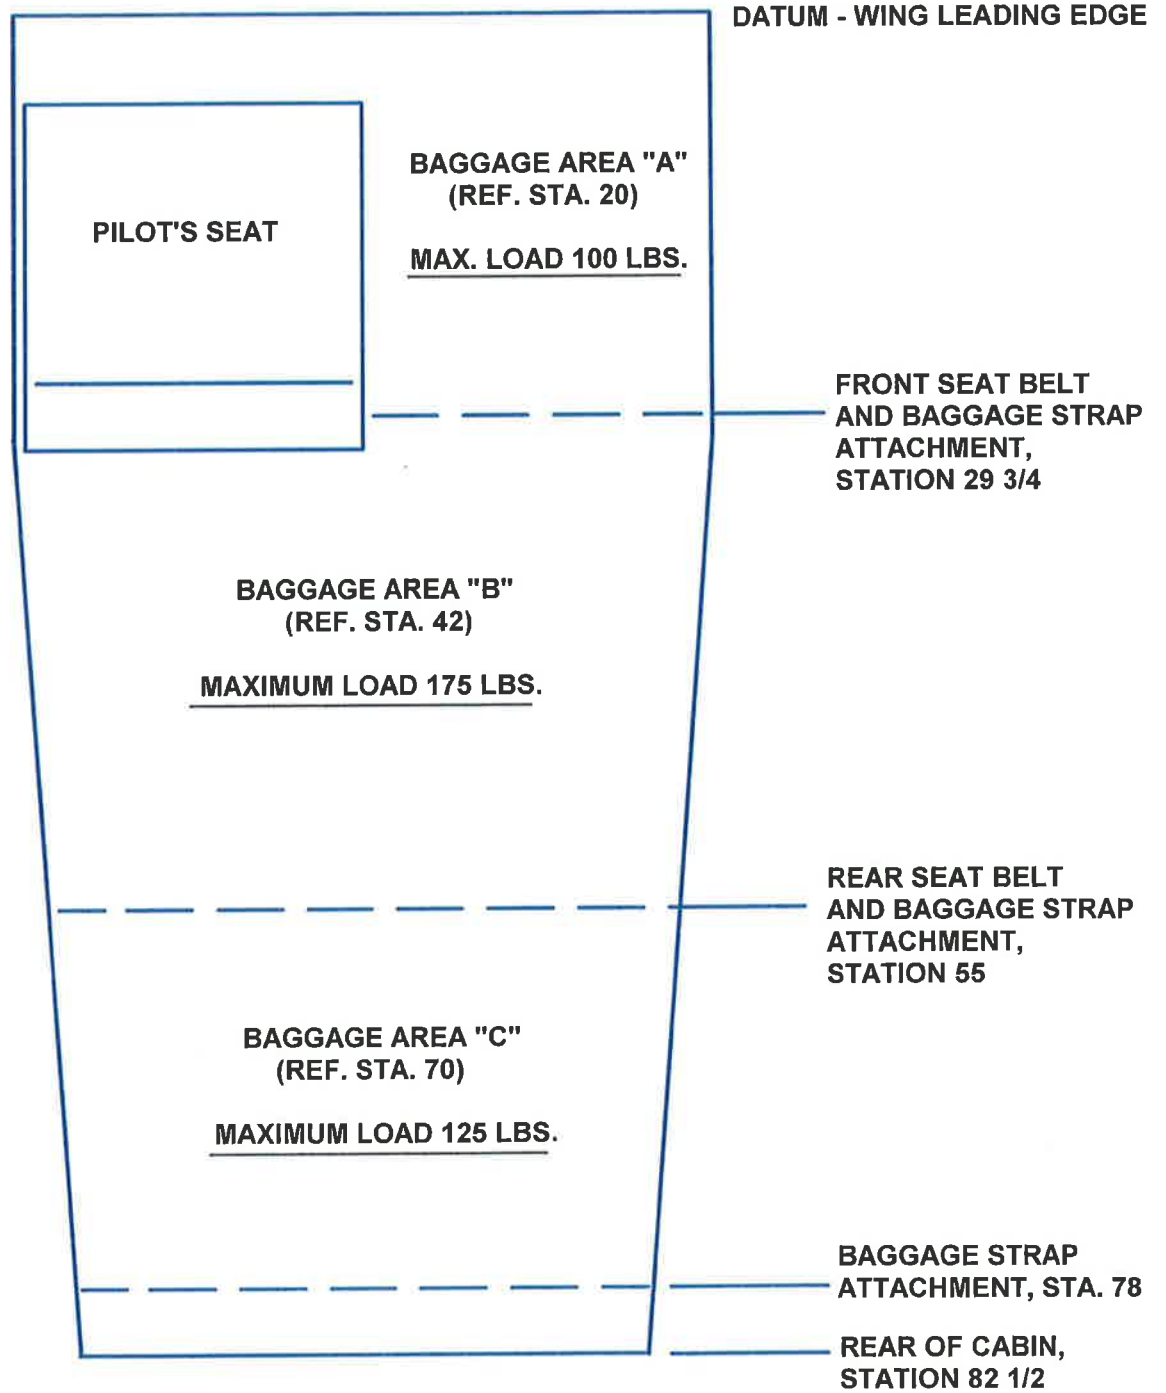 DATUM - WING LEADING EDGE
BAGGAGE AREA "A"
(REF. STA. 20)
PILOT'S SEAT
MAX. LOAD 100 LBS.
FRONT SEAT BELT
AND BAGGAGE STRAP
ATTACHMENT,
STATION 29 3/4
BAGGAGE AREA "B"
(REF. STA. 42)
MAXIMUM LOAD 175 LBS.
REAR SEAT BELT
AND BAGGAGE STRAP
ATTACHMENT,
STATION 55
BAGGAGE AREA "C"
(REF. STA. 70)
MAXIMUM LOAD 125 LBS.
BAGGAGE STRAP
ATTACHMENT, STA. 78
REAR OF CABIN,
STATION 82 1/2